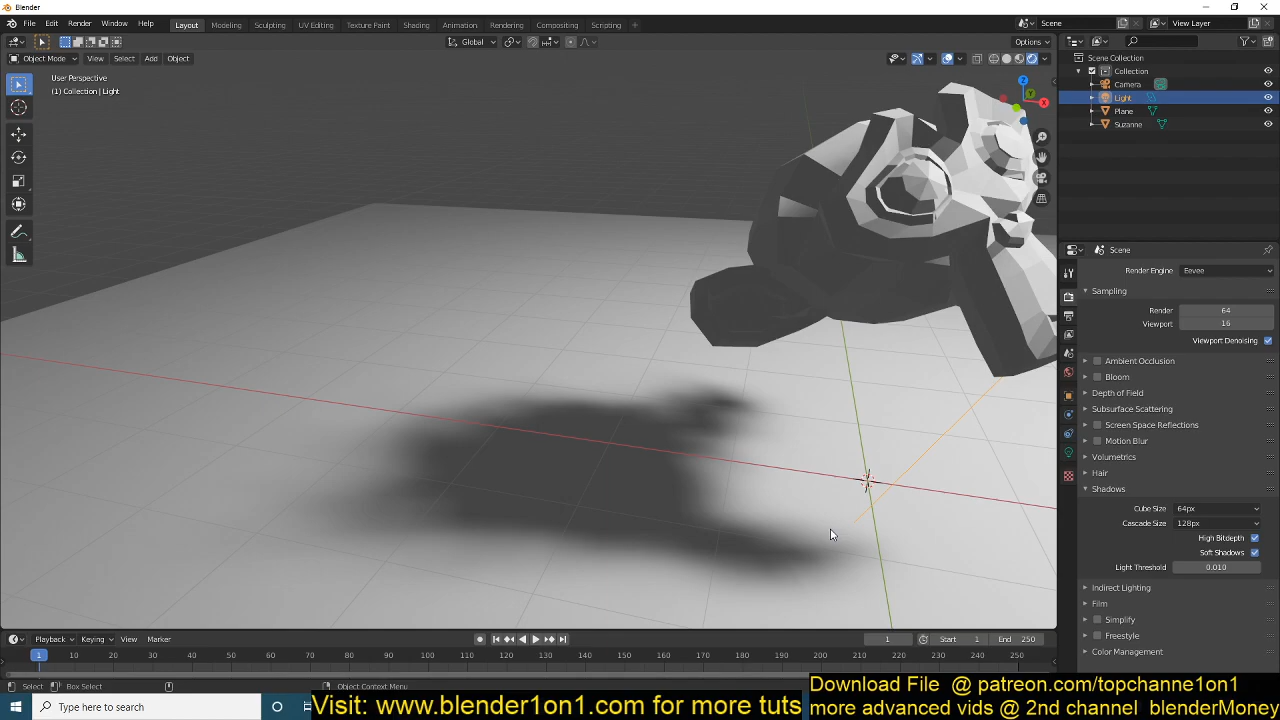 Blender
File Edit Window Help Layout Modeling Sculpting UV Editing Texture Paint Shading Animation Rendering Compositing Scripting + Scene View Layer
Render
Global Options
Object Mode View Select Add Object
User Perspective
(1) Collection | Light
Z
Y
X
Scene Collection
Collection
Camera
Light
Plane
Suzanne
Scene
Render Engine Eevee
Sampling
Render 64
Viewport 16
Viewport Denoising
Ambient Occlusion
Bloom
Depth of Field
Subsurface Scattering
Screen Space Reflections
Motion Blur
Volumetrics
Hair
Shadows
Cube Size 64px
Cascade Size 128px
High Bitdepth
Soft Shadows
Light Threshold 0.010
Indirect Lighting
Film
Simplify
Freestyle
Color Management
Playback Keying View Marker 1 Start 1 End 250
1 10 20 30 40 50 60 70 80 90 100 110 120 130 140 150 160 170 180 190 200 210 220 230 240 250
Select Box Select Object Context Menu
Type here to search
Visit: www.blender1on1.com for more tuts
Download File @ patreon.com/topchanne1on1
more advanced vids @ 2nd channel blenderMoney